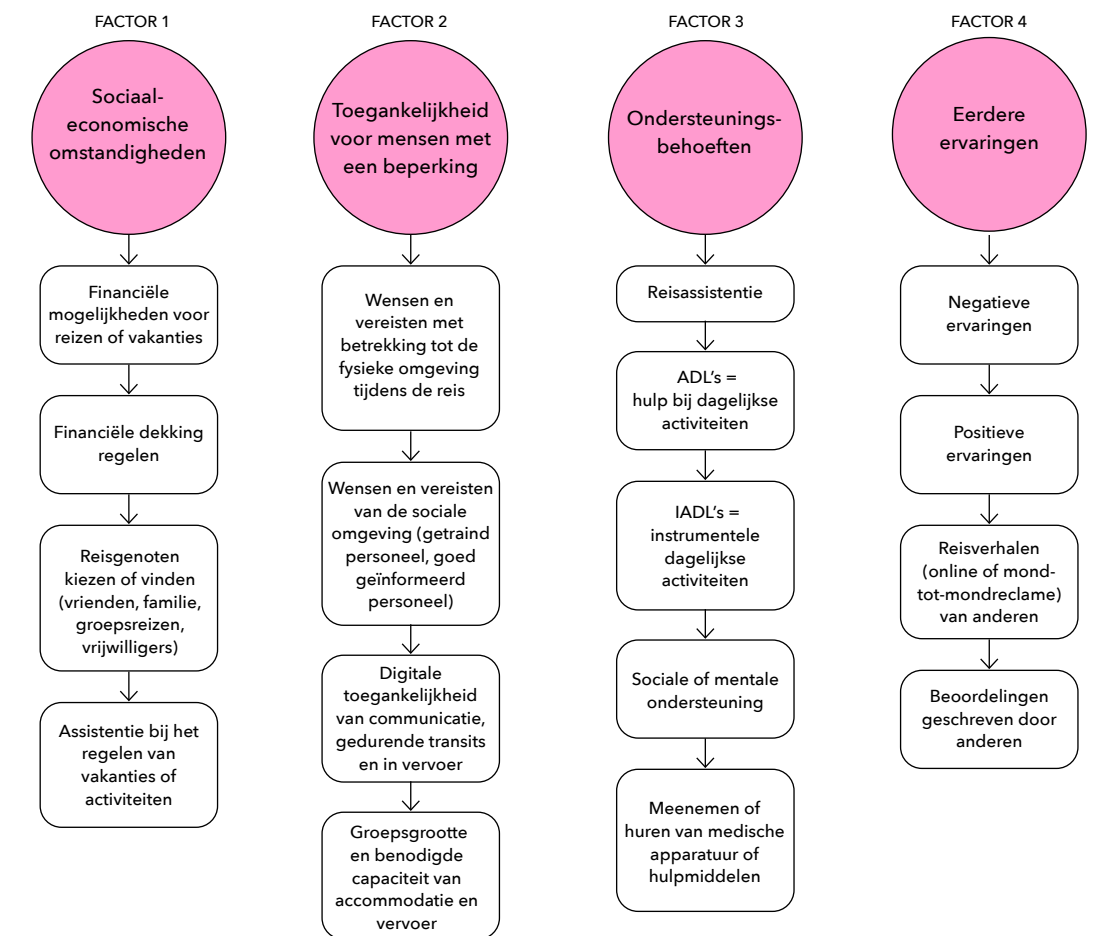 FACTOR 1
Sociaal-
economische
omstandigheden
Financiële
mogelijkheden voor
reizen of vakanties
Financiële dekking
regelen
Reisgenoten
kiezen of vinden
(vrienden, familie,
groepsreizen,
vrijwilligers)
Assistentie bij het
regelen van
vakanties of
activiteiten
FACTOR 2
Toegankelijkheid
voor mensen met
een beperking
Wensen en
vereisten met
betrekking tot de
fysieke omgeving
tijdens de reis
Wensen en vereisten
van de sociale
omgeving (getraind
personeel, goed
geïnformeerd
personeel)
Digitale
toegankelijkheid
van communicatie,
gedurende transits
en in vervoer
Groepsgrootte
en benodigde
capaciteit van
accommodatie en
vervoer
FACTOR 3
Ondersteunings-
behoeften
Reisassistentie
ADL’s =
hulp bij dagelijkse
activiteiten
IADL’s =
instrumentele
dagelijkse
activiteiten
Sociale of mentale
ondersteuning
Meenemen of
huren van medische
apparatuur of
hulpmiddelen
FACTOR 4
Eerdere
ervaringen
Negatieve
ervaringen
Positieve
ervaringen
Reisverhalen
(online of mond-
tot-mondreclame)
van anderen
Beoordelingen
geschreven door
anderen